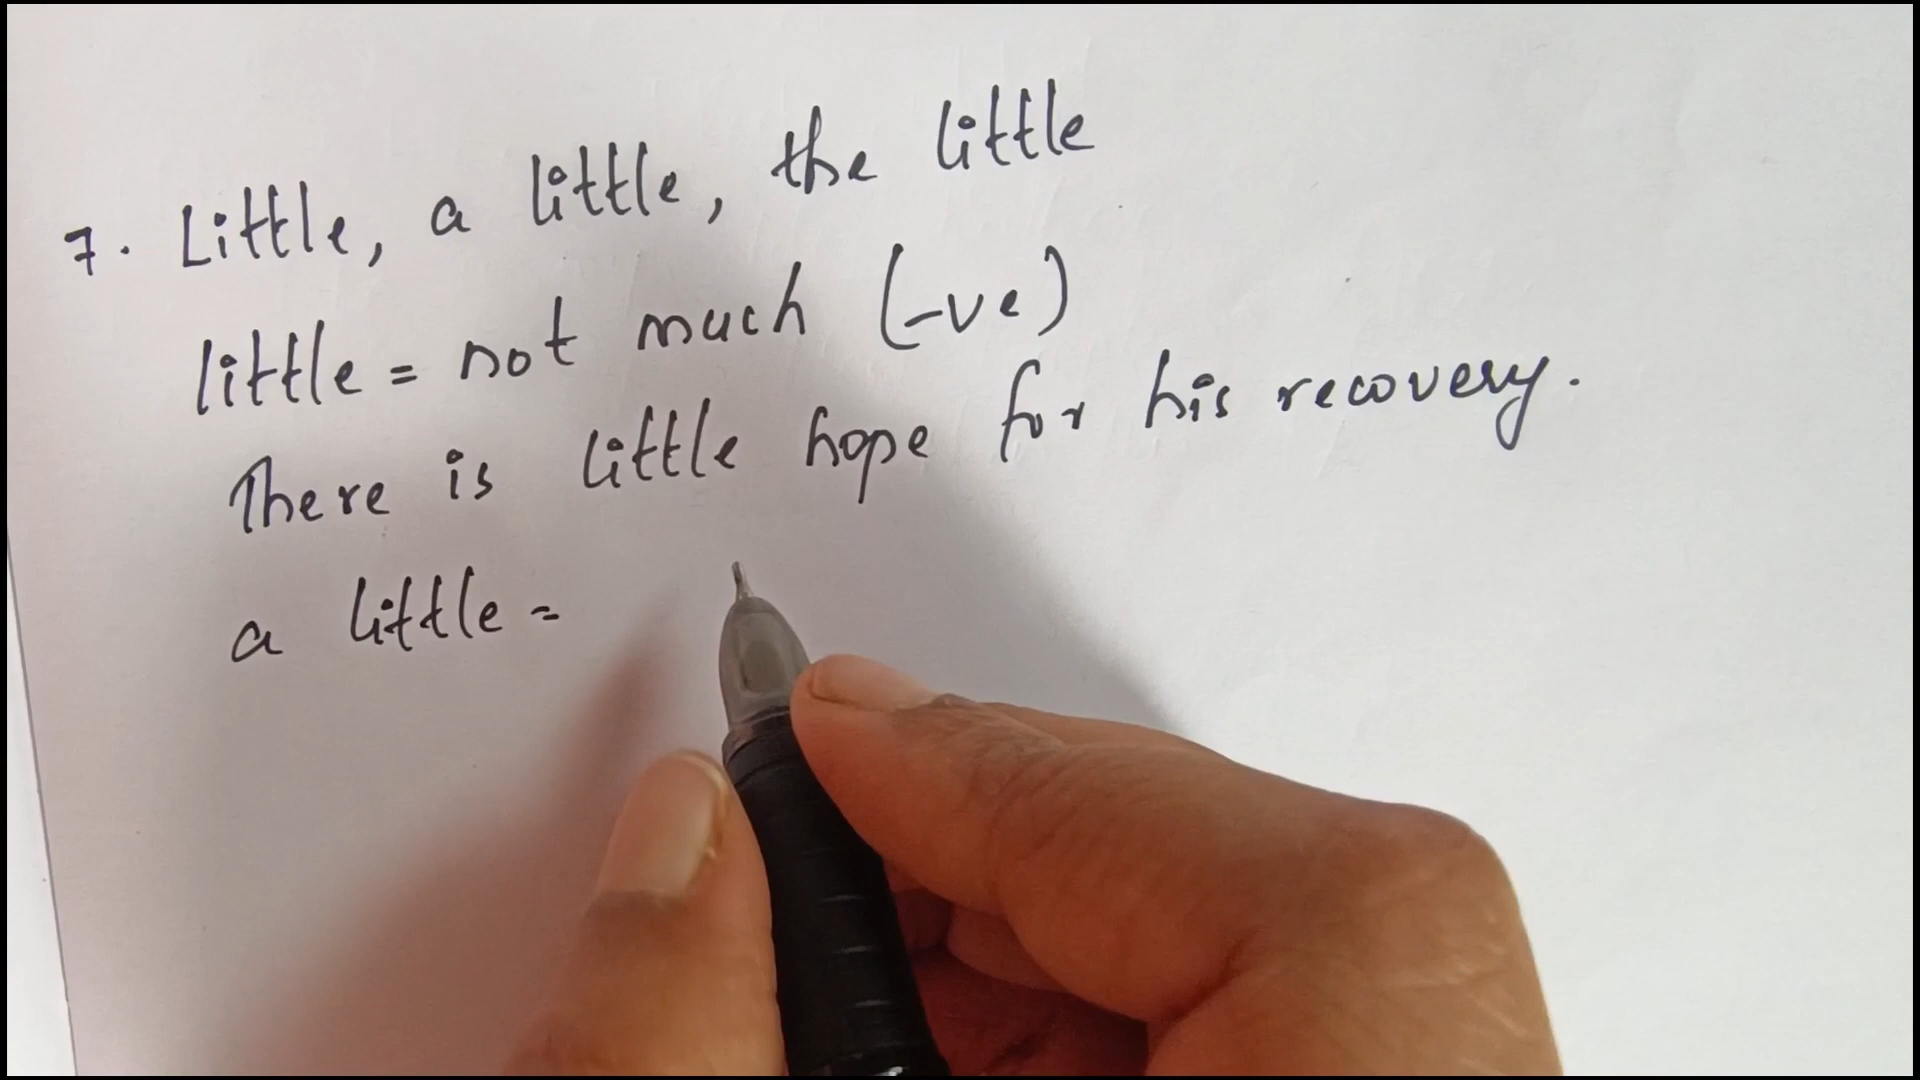 7. Little, a little, the little
little = not much (-ve)
There is little hope for his recovery.
a little =